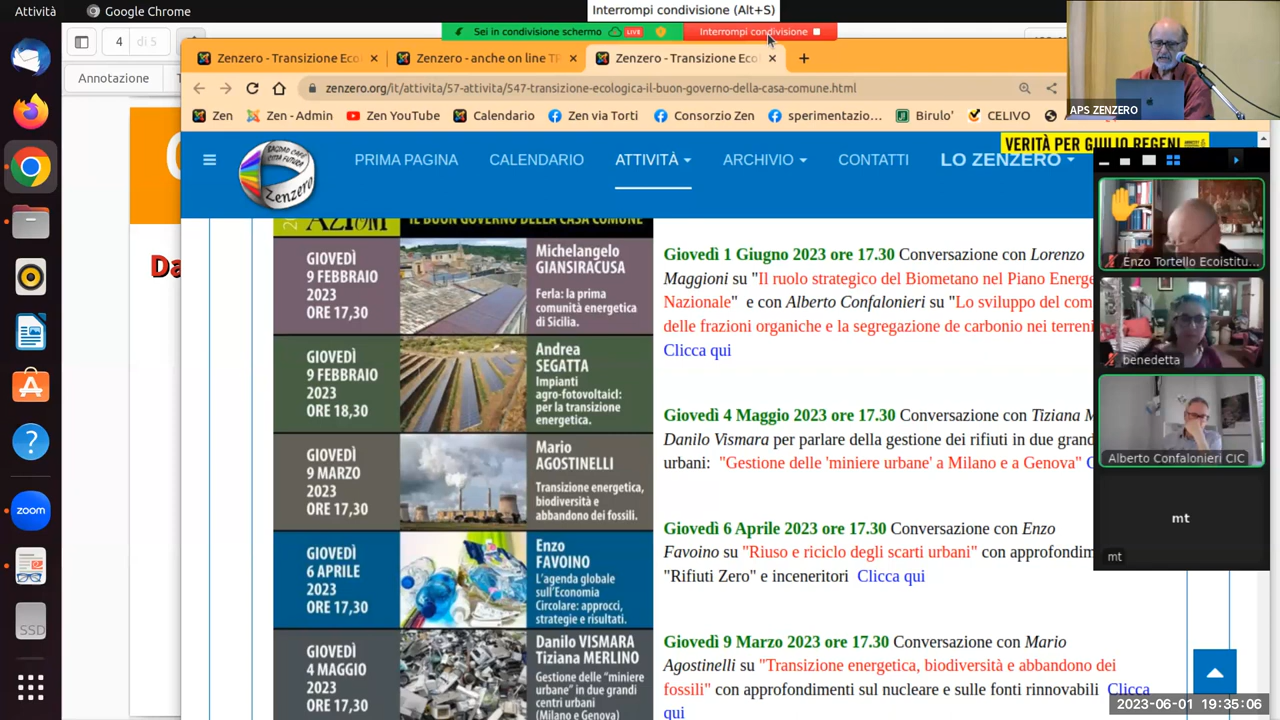 Attività
Google Chrome
Interrompi condivisione (Alt+S)
4 di 5
Sei in condivisione schermo
LIVE
Interrompi condivisione
Annotazione
Zenzero - Transizione Eco
Zenzero - anche on line
Zenzero - Transizione Eco
zenzero.org/it/attivita/57-attivita/547-transizione-ecologica-il-buon-governo-della-casa-comune.html
Zen
Zen - Admin
Zen YouTube
Calendario
Zen via Torti
Consorzio Zen
sperimentazio...
Birulo'
CELIVO
APS ZENZERO
VERITÀ PER GIULIO REGENI
Zenzero
PRIMA PAGINA
CALENDARIO
ATTIVITÀ
ARCHIVIO
CONTATTI
LO ZENZERO
AZIONI
IL BUON GOVERNO DELLA CASA COMUNE
GIOVEDÌ
9 FEBBRAIO
2023
ORE 17,30
Michelangelo
GIANSIRACUSA
Ferla: la prima
comunità energetica
di Sicilia.
GIOVEDÌ
9 FEBBRAIO
2023
ORE 18,30
Andrea
SEGATTA
Impianti
agro-fotovoltaicI:
per la transizione
energetica.
GIOVEDÌ
9 MARZO
2023
ORE 17,30
Mario
AGOSTINELLI
Transizione energetica,
biodiversità e
abbandono dei fossili.
GIOVEDÌ
6 APRILE
2023
ORE 17,30
Enzo
FAVOINO
L'agenda globale
sull'Economia
Circolare: approcci,
strategie e risultati.
GIOVEDÌ
4 MAGGIO
2023
ORE 17,30
Danilo VISMARA
Tiziana MERLINO
Gestione delle "miniere
urbane" in due grandi
centri urbani
(Milano e Genova)
Giovedì 1 Giugno 2023 ore 17.30 Conversazione con Lorenzo
Maggioni su "Il ruolo strategico del Biometano nel Piano Energe
Nazionale" e con Alberto Confalonieri su "Lo sviluppo del com
delle frazioni organiche e la segregazione de carbonio nei terreni
Clicca qui
Giovedì 4 Maggio 2023 ore 17.30 Conversazione con Tiziana M
Danilo Vismara per parlare della gestione dei rifiuti in due grand
urbani: "Gestione delle 'miniere urbane' a Milano e a Genova" C
Giovedì 6 Aprile 2023 ore 17.30 Conversazione con Enzo
Favoino su "Riuso e riciclo degli scarti urbani" con approfondim
"Rifiuti Zero" e inceneritori Clicca qui
Giovedì 9 Marzo 2023 ore 17.30 Conversazione con Mario
Agostinelli su "Transizione energetica, biodiversità e abbandono dei
fossili" con approfondimenti sul nucleare e sulle fonti rinnovabili Clicca
qui
Enzo Tortello Ecoistitu...
benedetta
Alberto Confalonieri CIC
mt
mt
zoom
SSD
Da
2023-06-01 19:35:06